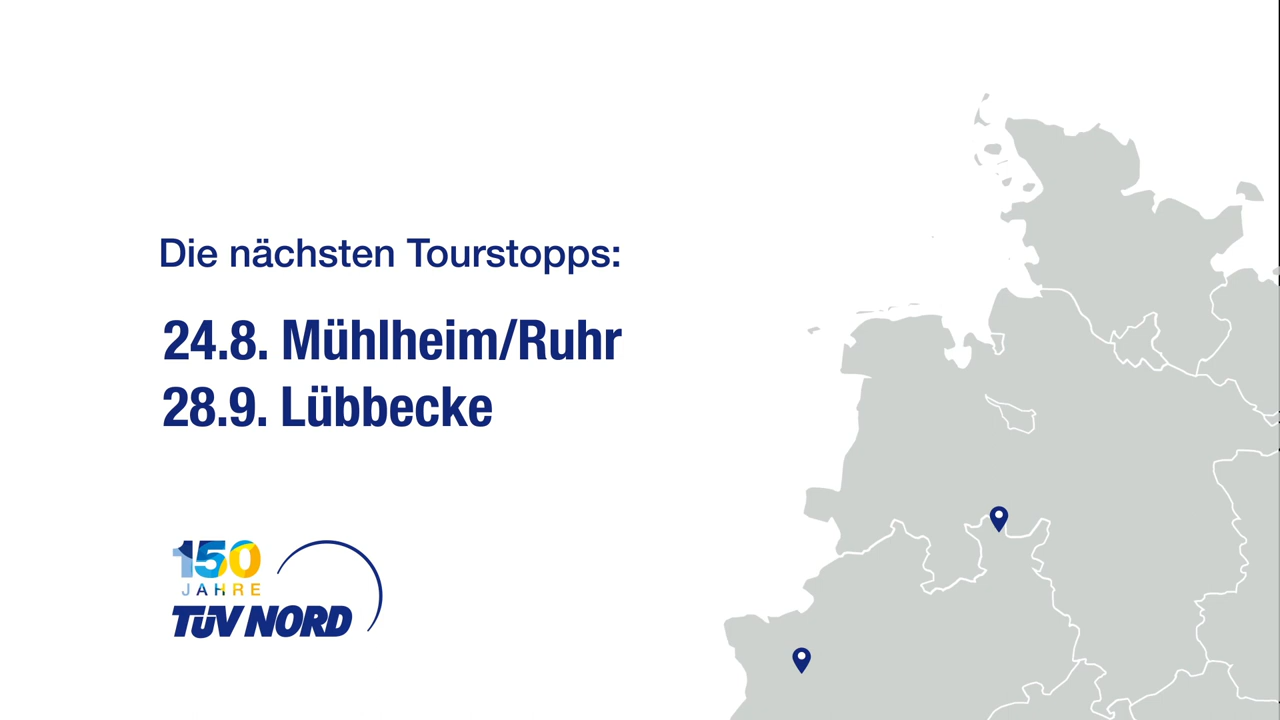 Die nächsten Tourstopps:
24.8. Mühlheim/Ruhr
28.9. Lübbecke
150
JAHRE
TÜV NORD